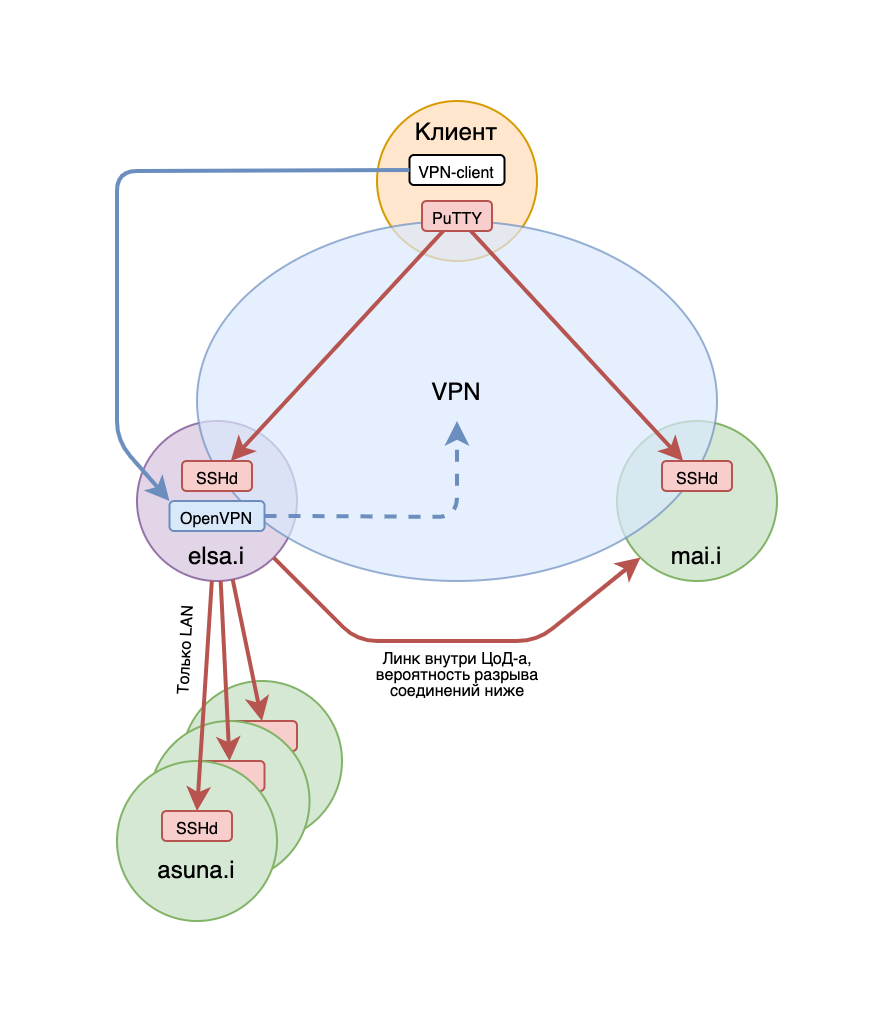 Клиент
VPN-client
PuTTY
VPN
SSHd
OpenVPN
elsa.i
SSHd
mai.i
Только LAN
Линк внутри ЦоД-а,
вероятность разрыва
соединений ниже
SSHd
asuna.i